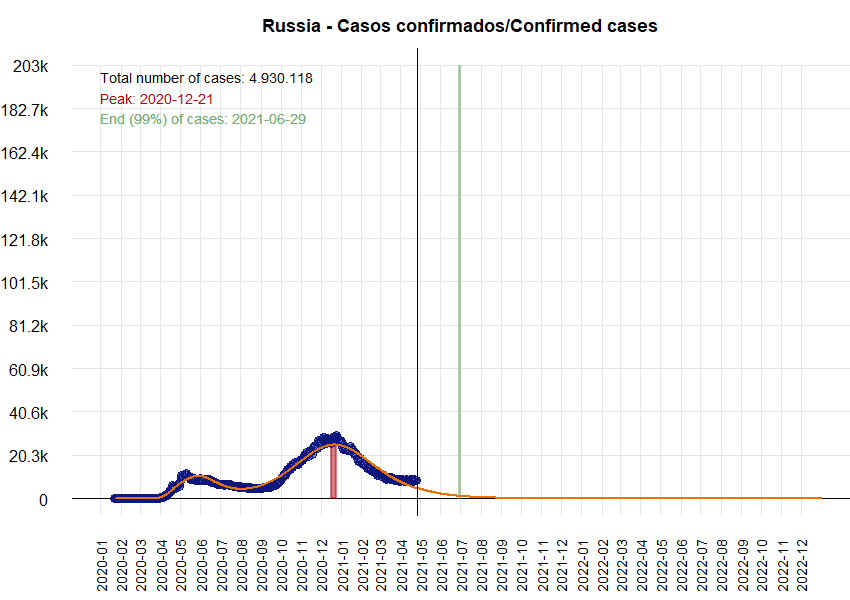 Russia - Casos confirmados/Confirmed cases
Total number of cases: 4.930.118
Peak: 2020-12-21
End (99%) of cases: 2021-06-29
203k
182.7k
162.4k
142.1k
121.8k
101.5k
81.2k
60.9k
40.6k
20.3k
0
2020-01
2020-02
2020-03
2020-04
2020-05
2020-06
2020-07
2020-08
2020-09
2020-10
2020-11
2020-12
2021-01
2021-02
2021-03
2021-04
2021-05
2021-06
2021-07
2021-08
2021-09
2021-10
2021-11
2021-12
2022-01
2022-02
2022-03
2022-04
2022-05
2022-06
2022-07
2022-08
2022-09
2022-10
2022-11
2022-12